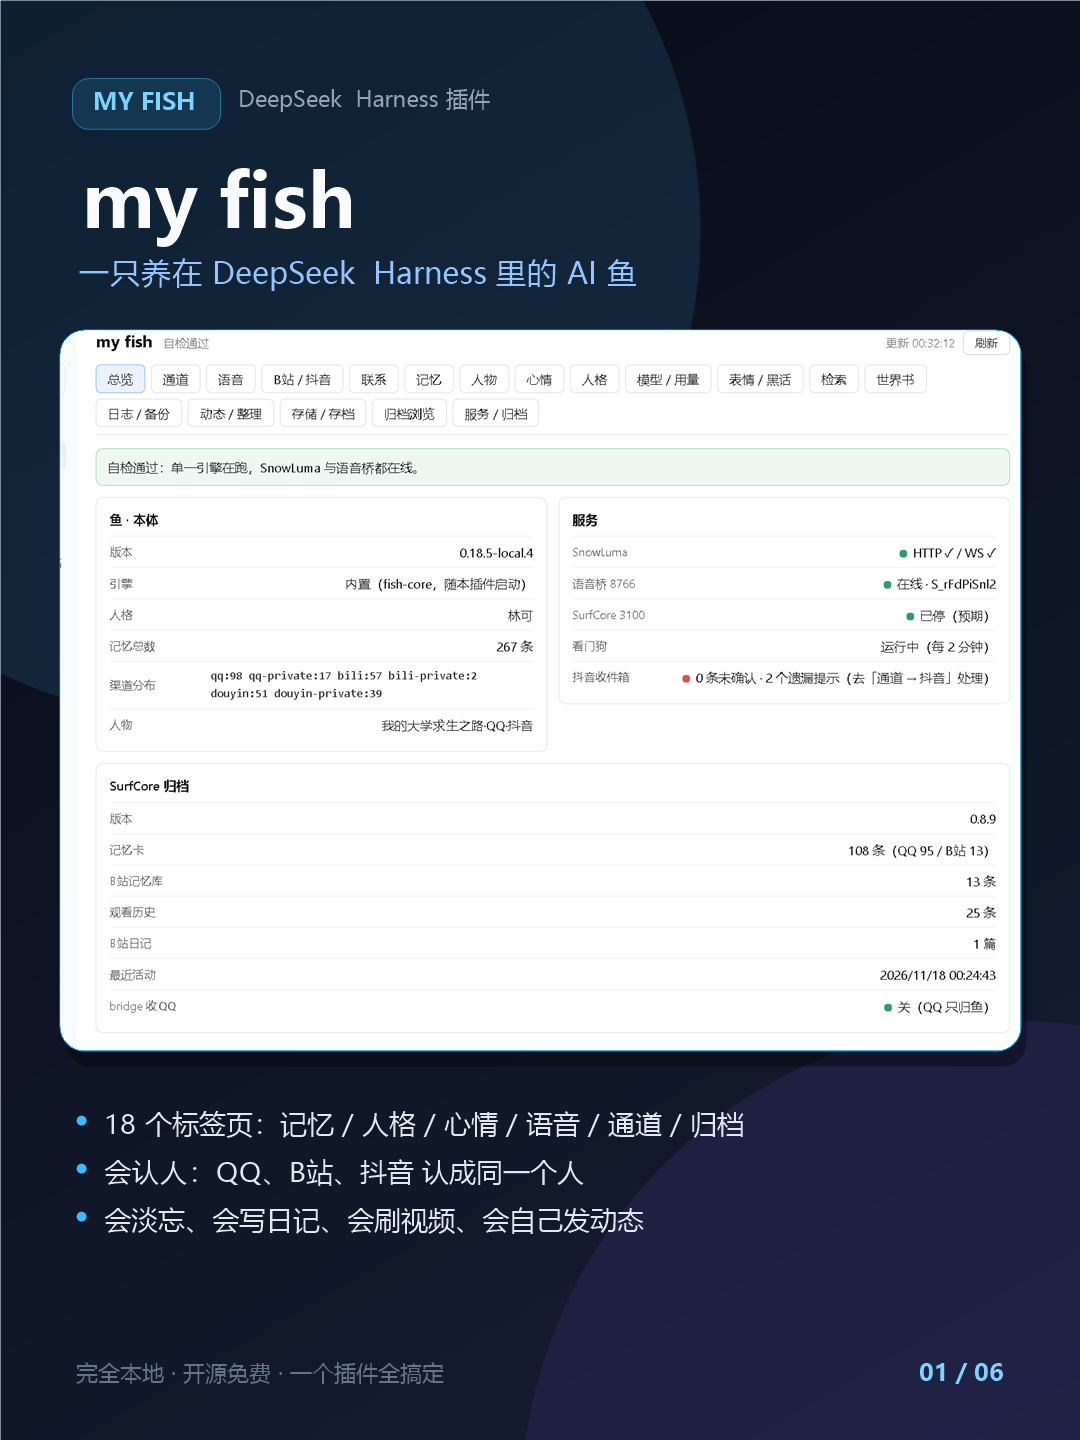 MY FISH
DeepSeek Harness 插件
my fish
一只养在 DeepSeek Harness 里的 AI 鱼
my fish 自检通过
更新 00:32:12 刷新
总览 通道 语音 B站 / 抖音 联系 记忆 人物 心情 人格 模型 / 用量 表情 / 黑话 检索 世界书
日志 / 备份 动态 / 整理 存储 / 存档 归档浏览 服务 / 归档
自检通过：单一引擎在跑，SnowLuma 与语音桥都在线。
鱼 · 本体
版本 0.18.5-local.4
引擎 内置（fish-core，随本插件启动）
人格 林可
记忆总数 267 条
渠道分布 qq:98 qq-private:17 bili:57 bili-private:2
douyin:51 douyin-private:39
人物 我的大学求生之路·QQ·抖音
服务
SnowLuma HTTP ✓ / WS ✓
语音桥 8766 在线 · S_rFdPiSnI2
SurfCore 3100 已停（预期）
看门狗 运行中（每 2 分钟）
抖音收件箱 0 条未确认 · 2 个遗漏提示（去「通道 → 抖音」处理）
SurfCore 归档
版本 0.8.9
记忆卡 108 条（QQ 95 / B站 13）
B站记忆库 13 条
观看历史 25 条
B站日记 1 篇
最近活动 2026/11/18 00:24:43
bridge 收QQ 关（QQ 只归鱼）
• 18 个标签页：记忆 / 人格 / 心情 / 语音 / 通道 / 归档
• 会认人：QQ、B站、抖音 认成同一个人
• 会淡忘、会写日记、会刷视频、会自己发动态
完全本地 · 开源免费 · 一个插件全搞定
01 / 06